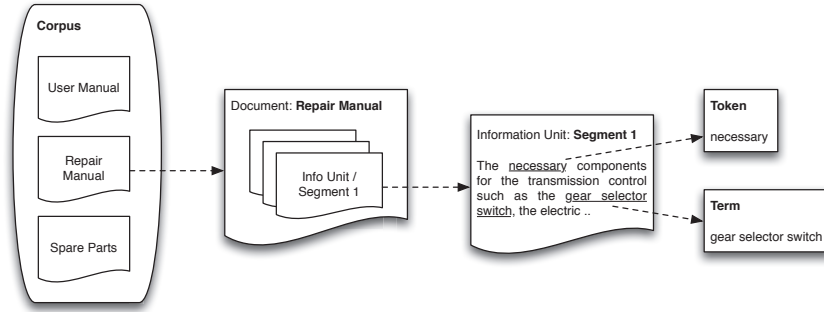 Corpus
User Manual
Repair
Manual
Spare Parts
Document: Repair Manual
Info Unit /
Segment 1
Information Unit: Segment 1
The necessary components
for the transmission control
such as the gear selector
switch, the electric ..
Token
necessary
Term
gear selector switch